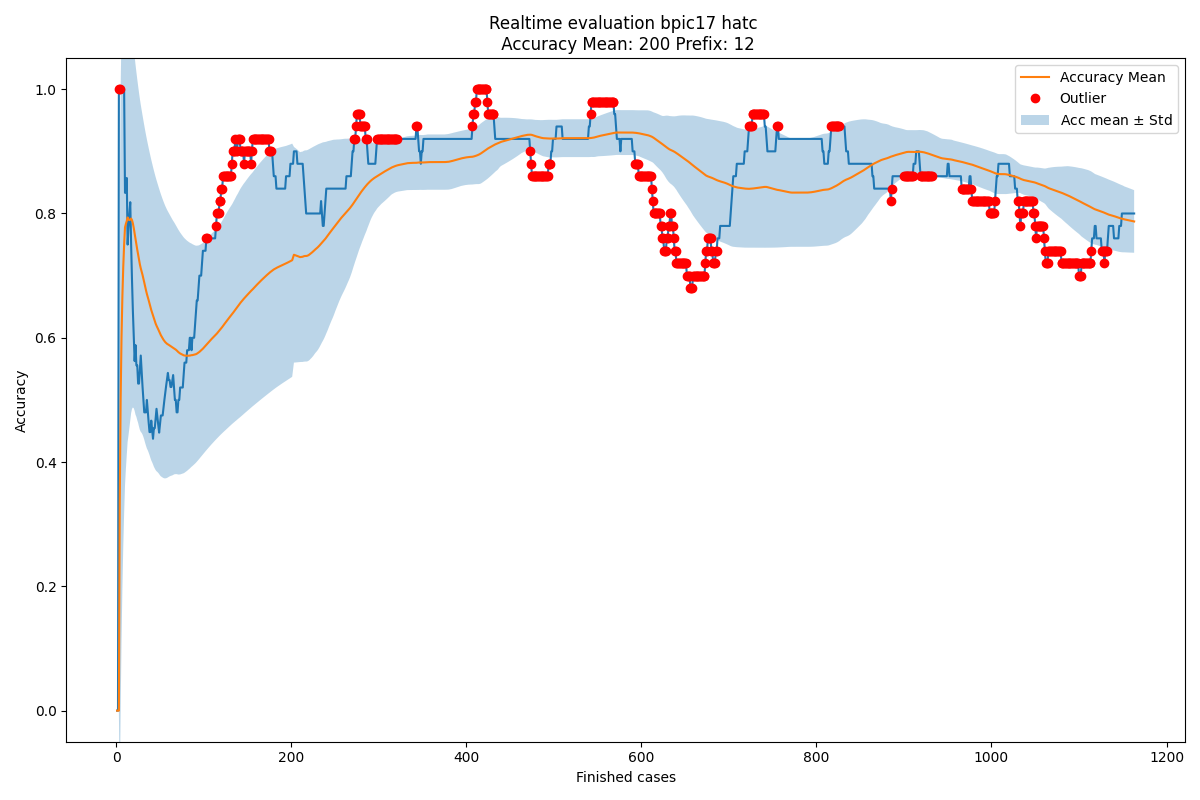 Realtime evaluation bpic17 hatc
Accuracy Mean: 200 Prefix: 12
Accuracy Mean
Outlier
Acc mean ± Std
1.0
0.8
0.6
0.4
0.2
0.0
Accuracy
0 200 400 600 800 1000 1200
Finished cases